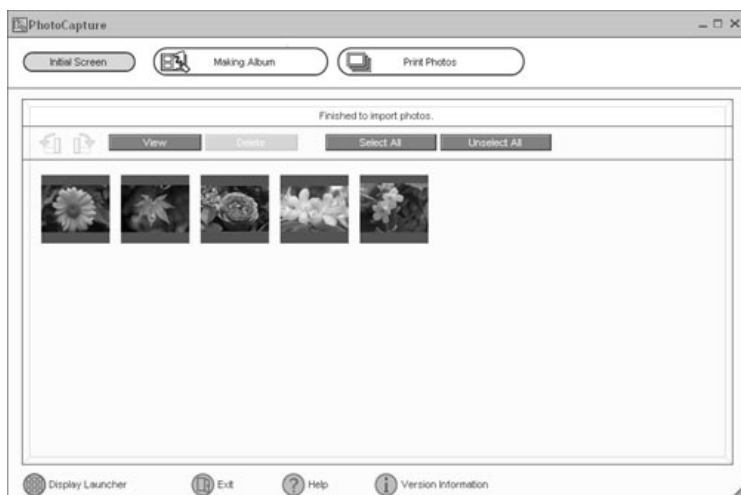 PhotoCapture
Initial Screen
Making Album
Print Photos
Finished to import photos.
View
Delete
Select All
Unselect All
Display Launcher
Exit
Help
Version Information